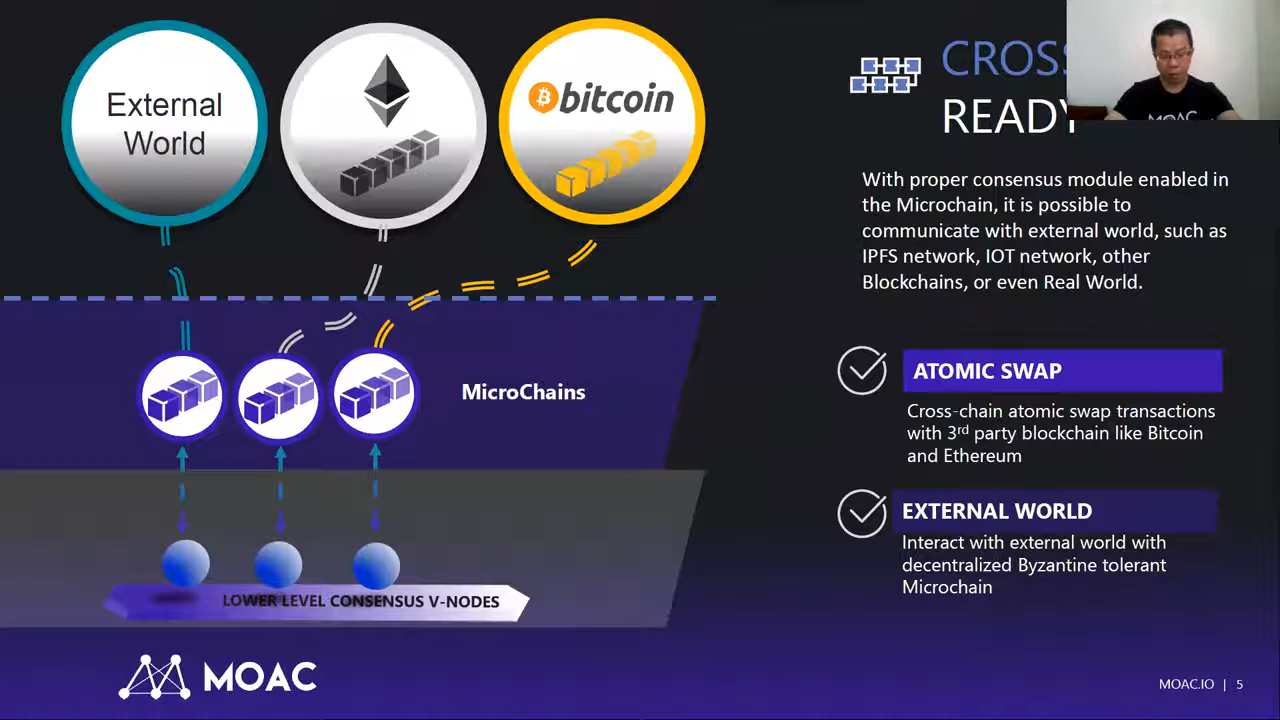 External
World
bitcoin
CROSS
READY
With proper consensus module enabled in
the Microchain, it is possible to
communicate with external world, such as
IPFS network, IOT network, other
Blockchains, or even Real World.
MicroChains
ATOMIC SWAP
Cross-chain atomic swap transactions
with 3rd party blockchain like Bitcoin
and Ethereum
EXTERNAL WORLD
Interact with external world with
decentralized Byzantine tolerant
Microchain
LOWER LEVEL CONSENSUS V-NODES
MOAC
MOAC.IO | 5
MOAC